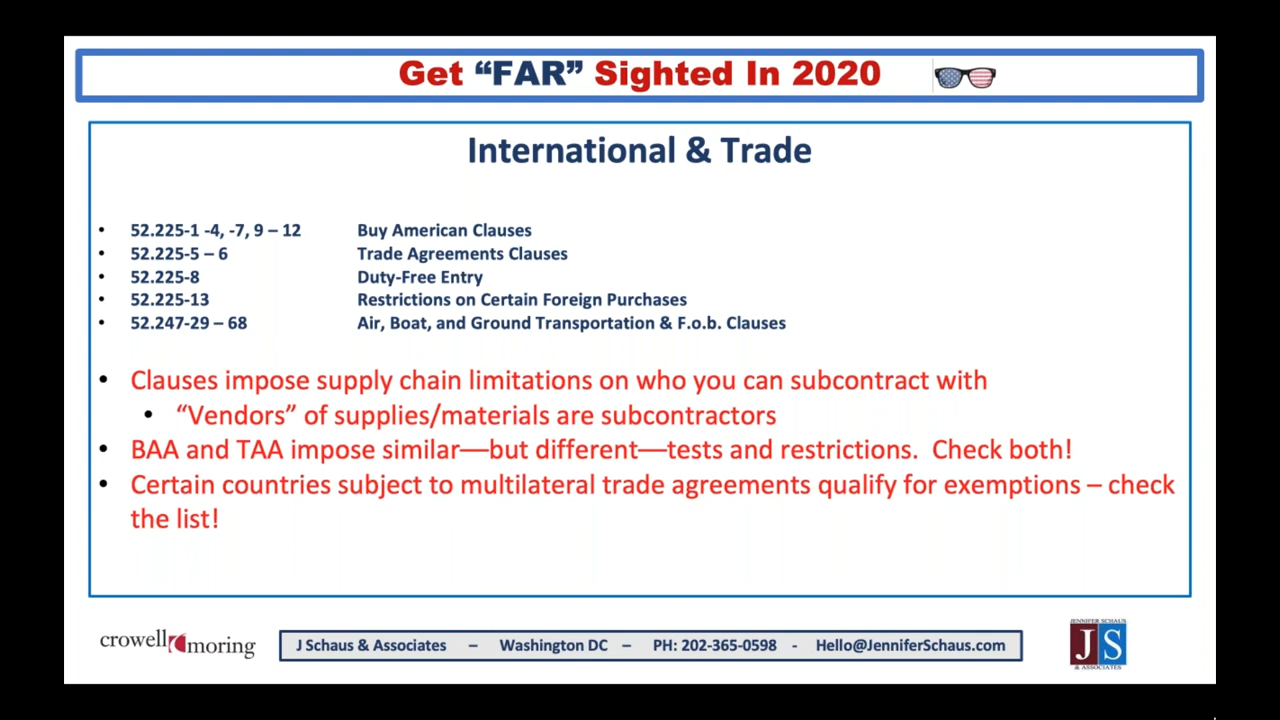 Get “FAR” Sighted In 2020
International & Trade
• 52.225-1 -4, -7, 9 – 12 Buy American Clauses
• 52.225-5 – 6 Trade Agreements Clauses
• 52.225-8 Duty-Free Entry
• 52.225-13 Restrictions on Certain Foreign Purchases
• 52.247-29 – 68 Air, Boat, and Ground Transportation & F.o.b. Clauses
• Clauses impose supply chain limitations on who you can subcontract with
• “Vendors” of supplies/materials are subcontractors
• BAA and TAA impose similar—but different—tests and restrictions. Check both!
• Certain countries subject to multilateral trade agreements qualify for exemptions – check
the list!
crowell moring
J Schaus & Associates – Washington DC – PH: 202-365-0598 - Hello@JenniferSchaus.com
JENNIFER SCHAUS
JS
& ASSOCIATES